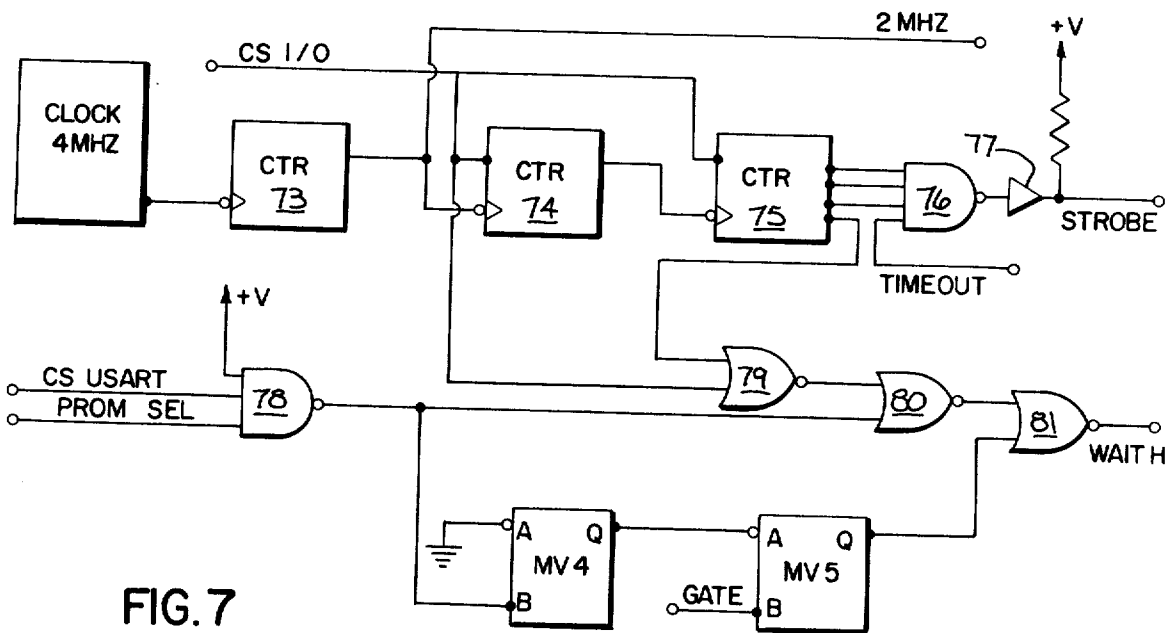 2 MHZ
+V
CS I/O
CLOCK
4MHZ
CTR
73
CTR
74
CTR
75
76
77
STROBE
TIMEOUT
+V
CS USART
PROM SEL
78
79
80
81
WAIT H
A
Q
MV4
B
A
Q
MV5
GATE
B
FIG. 7